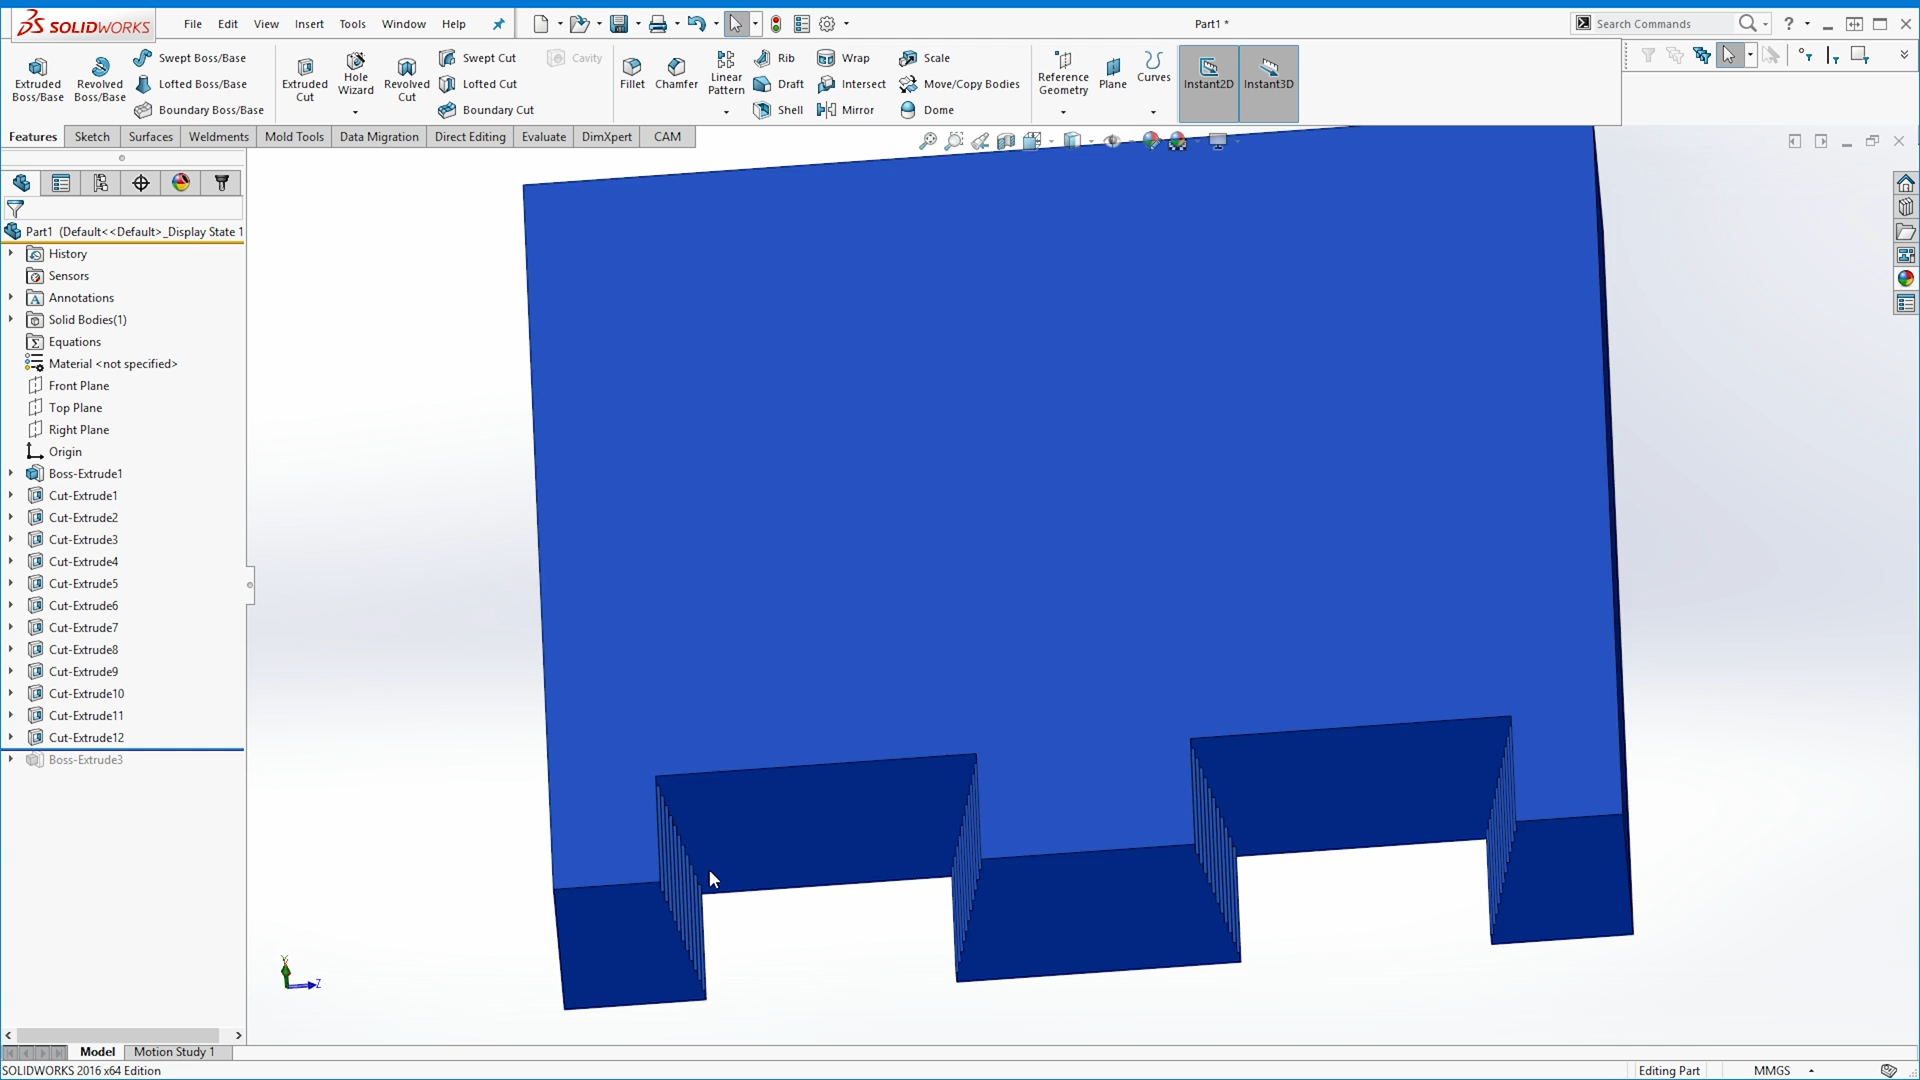 SOLIDWORKS File Edit View Insert Tools Window Help Part1 * Search Commands
Extruded Boss/Base
Revolved Boss/Base
Swept Boss/Base
Lofted Boss/Base
Boundary Boss/Base
Extruded Cut
Hole Wizard
Revolved Cut
Swept Cut
Lofted Cut
Boundary Cut
Cavity
Fillet
Chamfer
Linear Pattern
Rib
Draft
Shell
Wrap
Intersect
Mirror
Scale
Move/Copy Bodies
Dome
Reference Geometry
Plane
Curves
Instant2D
Instant3D
Features Sketch Surfaces Weldments Mold Tools Data Migration Direct Editing Evaluate DimXpert CAM
Part1 (Default<<Default>_Display State 1
History
Sensors
Annotations
Solid Bodies(1)
Equations
Material <not specified>
Front Plane
Top Plane
Right Plane
Origin
Boss-Extrude1
Cut-Extrude1
Cut-Extrude2
Cut-Extrude3
Cut-Extrude4
Cut-Extrude5
Cut-Extrude6
Cut-Extrude7
Cut-Extrude8
Cut-Extrude9
Cut-Extrude10
Cut-Extrude11
Cut-Extrude12
Boss-Extrude3
Y
Z
Model Motion Study 1
SOLIDWORKS 2016 x64 Edition Editing Part MMGS